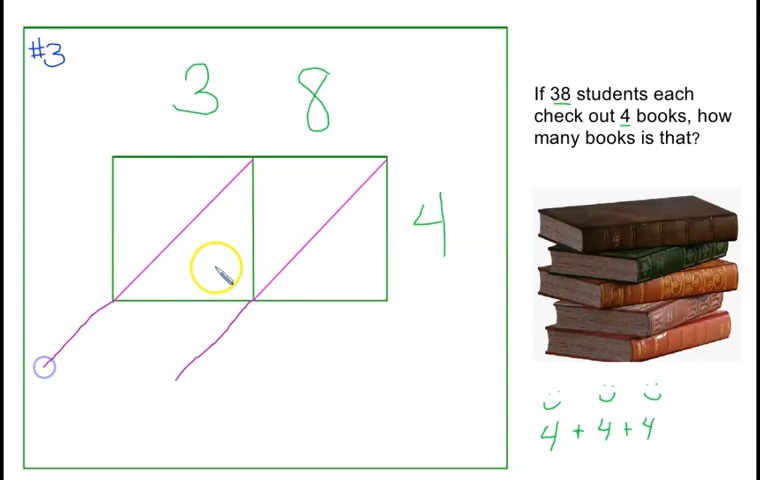 #3
3 8
4
If 38 students each
check out 4 books, how
many books is that?
4 + 4 + 4